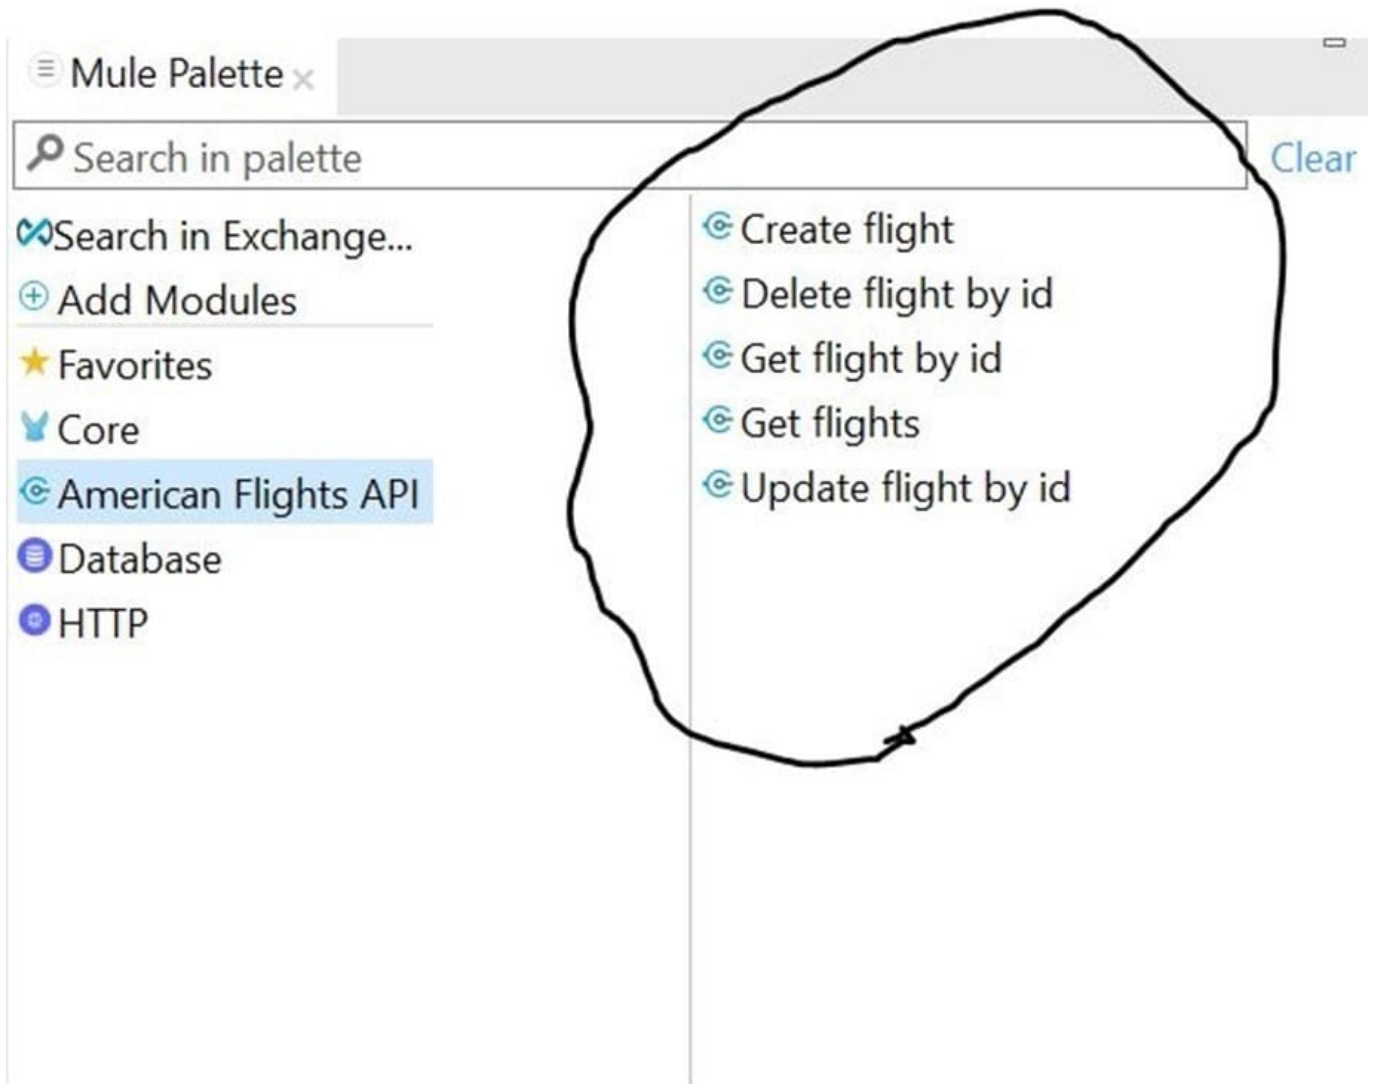 Mule Palette
Search in palette
Clear
Search in Exchange...
Add Modules
Favorites
Core
American Flights API
Database
HTTP
Create flight
Delete flight by id
Get flight by id
Get flights
Update flight by id